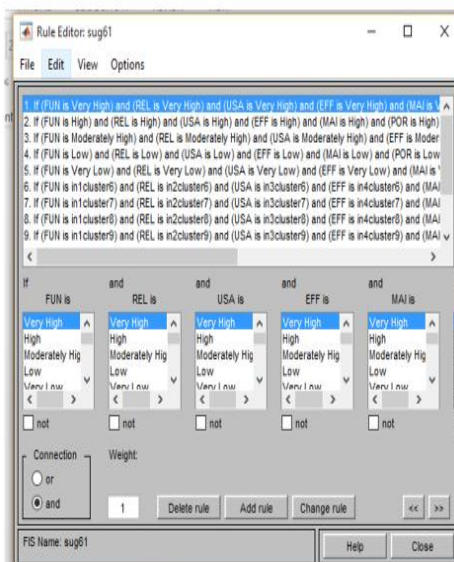 Rule Editor: sug61
File Edit View Options
1. If (FUN is Very High) and (REL is Very High) and (USA is Very High) and (EFF is Very High) and (MAI is V
2. If (FUN is High) and (REL is High) and (USA is High) and (EFF is High) and (MAI is High) and (POR is High)
3. If (FUN is Moderately High) and (REL is Moderately High) and (USA is Moderately High) and (EFF is Moder
4. If (FUN is Low) and (REL is Low) and (USA is Low) and (EFF is Low) and (MAI is Low) and (POR is Low
5. If (FUN is Very Low) and (REL is Very Low) and (USA is Very Low) and (EFF is Very Low) and (MAI is V
6. If (FUN is in1cluster6) and (REL is in2cluster6) and (USA is in3cluster6) and (EFF is in4cluster6) and (MAI
7. If (FUN is in1cluster7) and (REL is in2cluster7) and (USA is in3cluster7) and (EFF is in4cluster7) and (MAI
8. If (FUN is in1cluster8) and (REL is in2cluster8) and (USA is in3cluster8) and (EFF is in4cluster8) and (MAI
9. If (FUN is in1cluster9) and (REL is in2cluster9) and (USA is in3cluster9) and (EFF is in4cluster9) and (MAI
If and and and and
FUN is REL is USA is EFF is MAI is
Very High Very High Very High Very High Very High
High High High High High
Moderately Hig Moderately Hig Moderately Hig Moderately Hig Moderately Hig
Low Low Low Low Low
Very Low Very Low Very Low Very Low Very Low
not not not not not
Connection Weight:
or
and 1 Delete rule Add rule Change rule << >>
FIS Name: sug61 Help Close